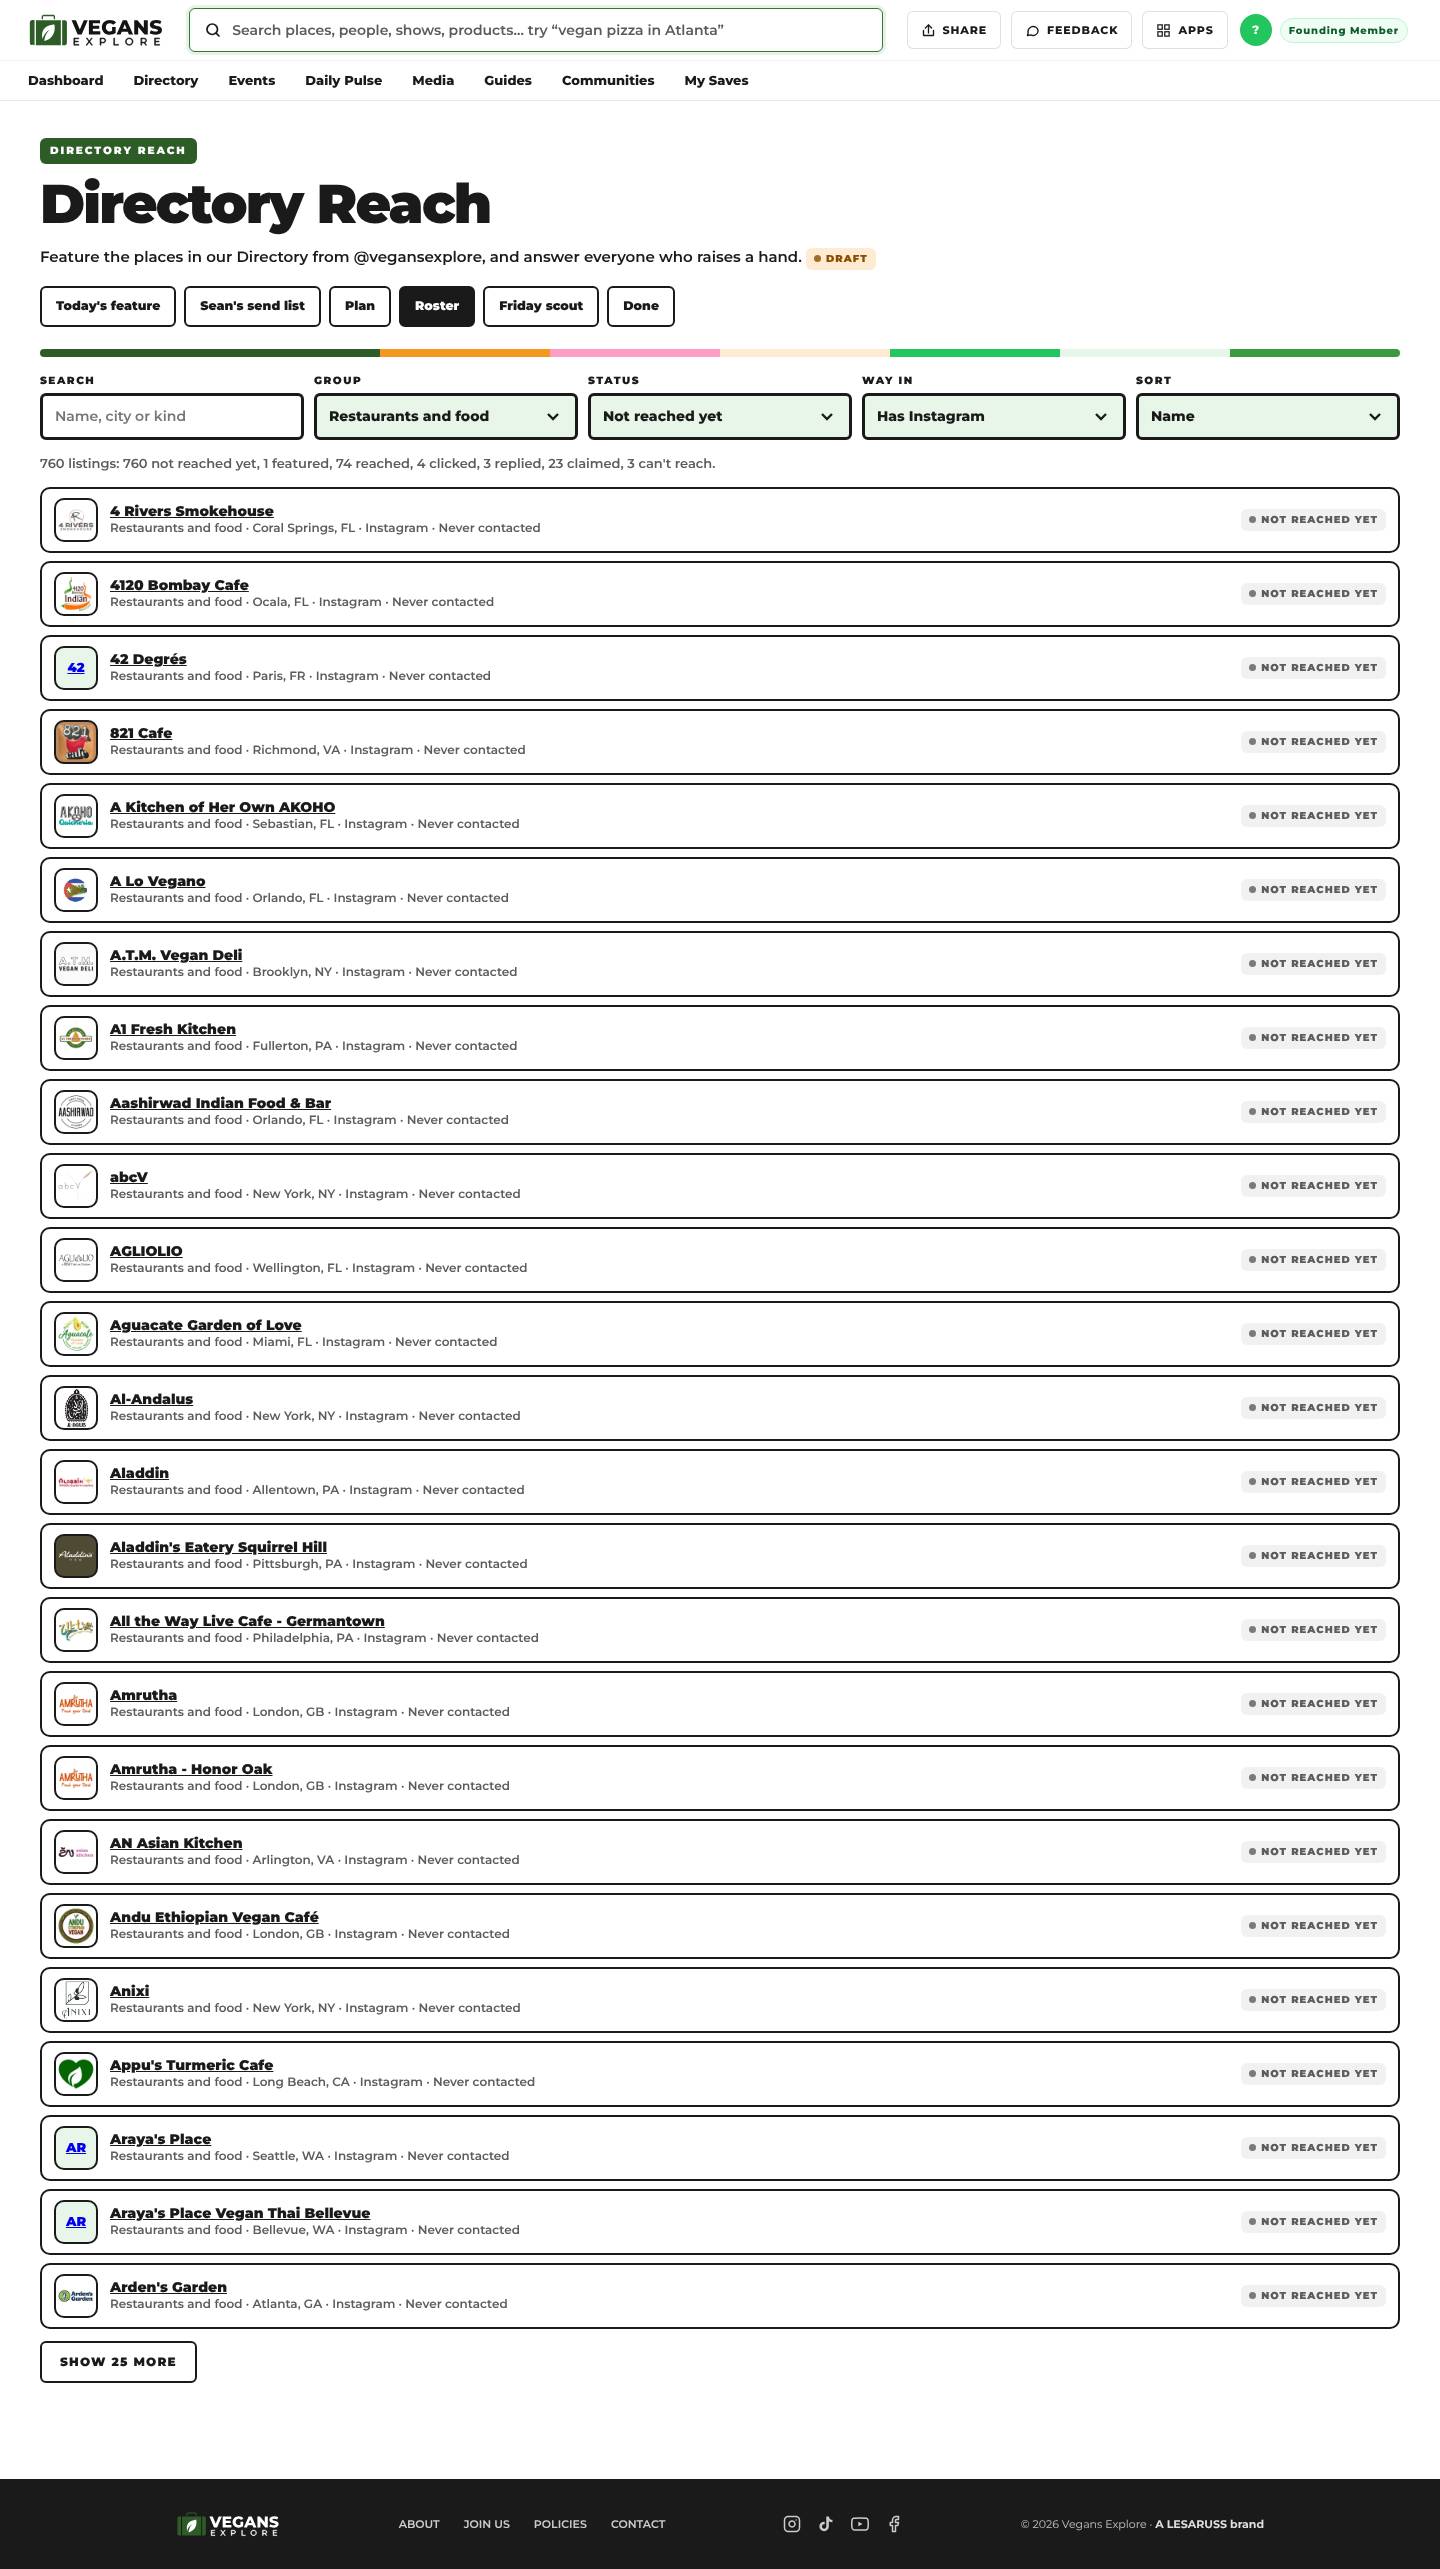 VEGANS
EXPLORE
Search places, people, shows, products... try “vegan pizza in Atlanta”
SHARE
FEEDBACK
APPS
?
Founding Member
Dashboard
Directory
Events
Daily Pulse
Media
Guides
Communities
My Saves
DIRECTORY REACH
Directory Reach
Feature the places in our Directory from @vegansexplore, and answer everyone who raises a hand. DRAFT
Today's feature
Sean's send list
Plan
Roster
Friday scout
Done
SEARCH
GROUP
STATUS
WAY IN
SORT
Name, city or kind
Restaurants and food
Not reached yet
Has Instagram
Name
760 listings: 760 not reached yet, 1 featured, 74 reached, 4 clicked, 3 replied, 23 claimed, 3 can't reach.
4 RIVERS
4 Rivers Smokehouse
Restaurants and food · Coral Springs, FL · Instagram · Never contacted
NOT REACHED YET
4120
Indian
4120 Bombay Cafe
Restaurants and food · Ocala, FL · Instagram · Never contacted
NOT REACHED YET
42
42 Degrés
Restaurants and food · Paris, FR · Instagram · Never contacted
NOT REACHED YET
821
821 Cafe
Restaurants and food · Richmond, VA · Instagram · Never contacted
NOT REACHED YET
AKOHO
A Kitchen of Her Own AKOHO
Restaurants and food · Sebastian, FL · Instagram · Never contacted
NOT REACHED YET
A Lo Vegano
Restaurants and food · Orlando, FL · Instagram · Never contacted
NOT REACHED YET
A.T.M.
VEGAN DELI
A.T.M. Vegan Deli
Restaurants and food · Brooklyn, NY · Instagram · Never contacted
NOT REACHED YET
A1 Fresh Kitchen
Restaurants and food · Fullerton, PA · Instagram · Never contacted
NOT REACHED YET
AASHIRWAD
Aashirwad Indian Food & Bar
Restaurants and food · Orlando, FL · Instagram · Never contacted
NOT REACHED YET
abcV
abcV
Restaurants and food · New York, NY · Instagram · Never contacted
NOT REACHED YET
AGLIOLIO
AGLIOLIO
Restaurants and food · Wellington, FL · Instagram · Never contacted
NOT REACHED YET
Aguacate
Aguacate Garden of Love
Restaurants and food · Miami, FL · Instagram · Never contacted
NOT REACHED YET
Al-Andalus
Restaurants and food · New York, NY · Instagram · Never contacted
NOT REACHED YET
Aladdin
Aladdin
Restaurants and food · Allentown, PA · Instagram · Never contacted
NOT REACHED YET
Aladdin's
Aladdin's Eatery Squirrel Hill
Restaurants and food · Pittsburgh, PA · Instagram · Never contacted
NOT REACHED YET
All the Way Live Cafe - Germantown
Restaurants and food · Philadelphia, PA · Instagram · Never contacted
NOT REACHED YET
AMRUTHA
Amrutha
Restaurants and food · London, GB · Instagram · Never contacted
NOT REACHED YET
AMRUTHA
Amrutha - Honor Oak
Restaurants and food · London, GB · Instagram · Never contacted
NOT REACHED YET
AN Asian Kitchen
Restaurants and food · Arlington, VA · Instagram · Never contacted
NOT REACHED YET
ANDU
VEGAN
Andu Ethiopian Vegan Café
Restaurants and food · London, GB · Instagram · Never contacted
NOT REACHED YET
ANIXI
Anixi
Restaurants and food · New York, NY · Instagram · Never contacted
NOT REACHED YET
Appu's Turmeric Cafe
Restaurants and food · Long Beach, CA · Instagram · Never contacted
NOT REACHED YET
AR
Araya's Place
Restaurants and food · Seattle, WA · Instagram · Never contacted
NOT REACHED YET
AR
Araya's Place Vegan Thai Bellevue
Restaurants and food · Bellevue, WA · Instagram · Never contacted
NOT REACHED YET
Arden's
Garden
Arden's Garden
Restaurants and food · Atlanta, GA · Instagram · Never contacted
NOT REACHED YET
SHOW 25 MORE
VEGANS
EXPLORE
ABOUT
JOIN US
POLICIES
CONTACT
© 2026 Vegans Explore · A LESARUSS brand